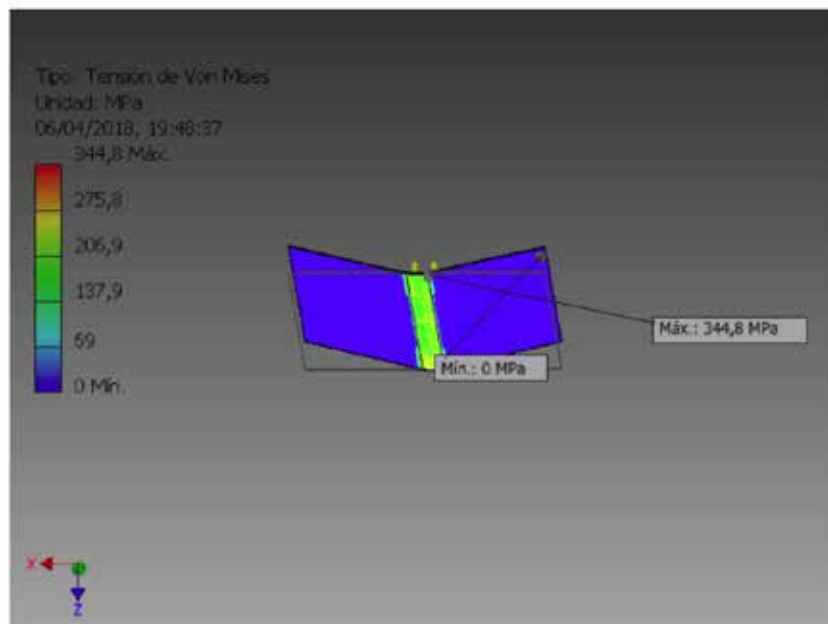 Tipo: Tensión de Von Mises
Unidad: MPa
06/04/2018, 19:48:37
344,8 Máx.
275,8
206,9
137,9
69
0 Mín.
Máx.: 344,8 MPa
Mín.: 0 MPa
X
Z